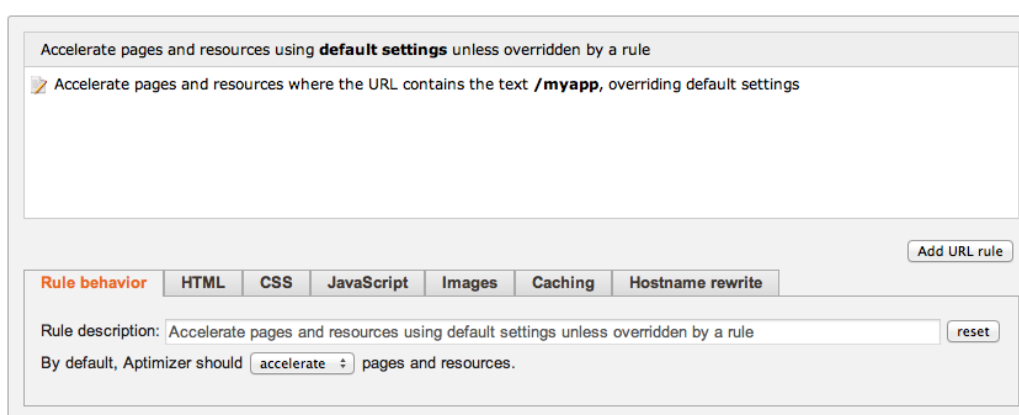 Accelerate pages and resources using default settings unless overridden by a rule
Accelerate pages and resources where the URL contains the text /myapp, overriding default settings
Add URL rule
Rule behavior HTML CSS JavaScript Images Caching Hostname rewrite
Rule description: Accelerate pages and resources using default settings unless overridden by a rule reset
By default, Aptimizer should accelerate pages and resources.